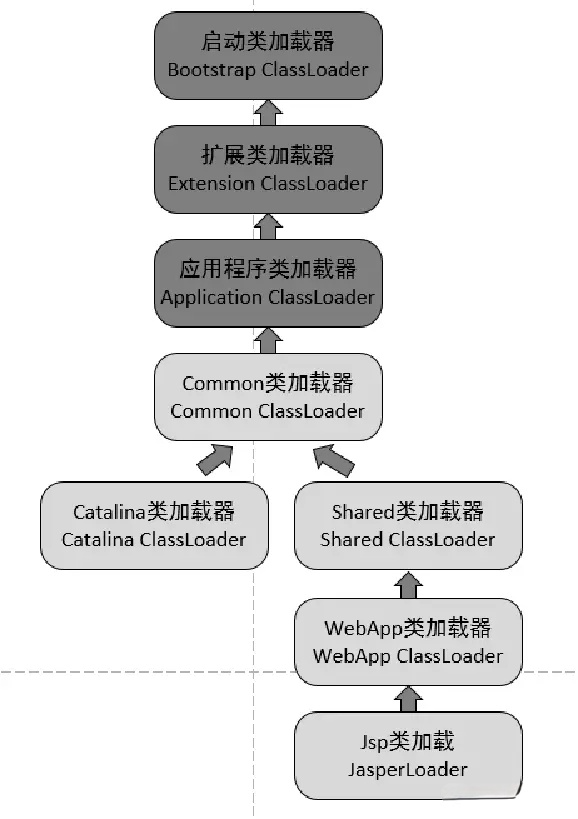 启动类加载器
Bootstrap ClassLoader
扩展类加载器
Extension ClassLoader
应用程序类加载器
Application ClassLoader
Common类加载器
Common ClassLoader
Catalina类加载器
Catalina ClassLoader
Shared类加载器
Shared ClassLoader
WebApp类加载器
WebApp ClassLoader
Jsp类加载
JasperLoader